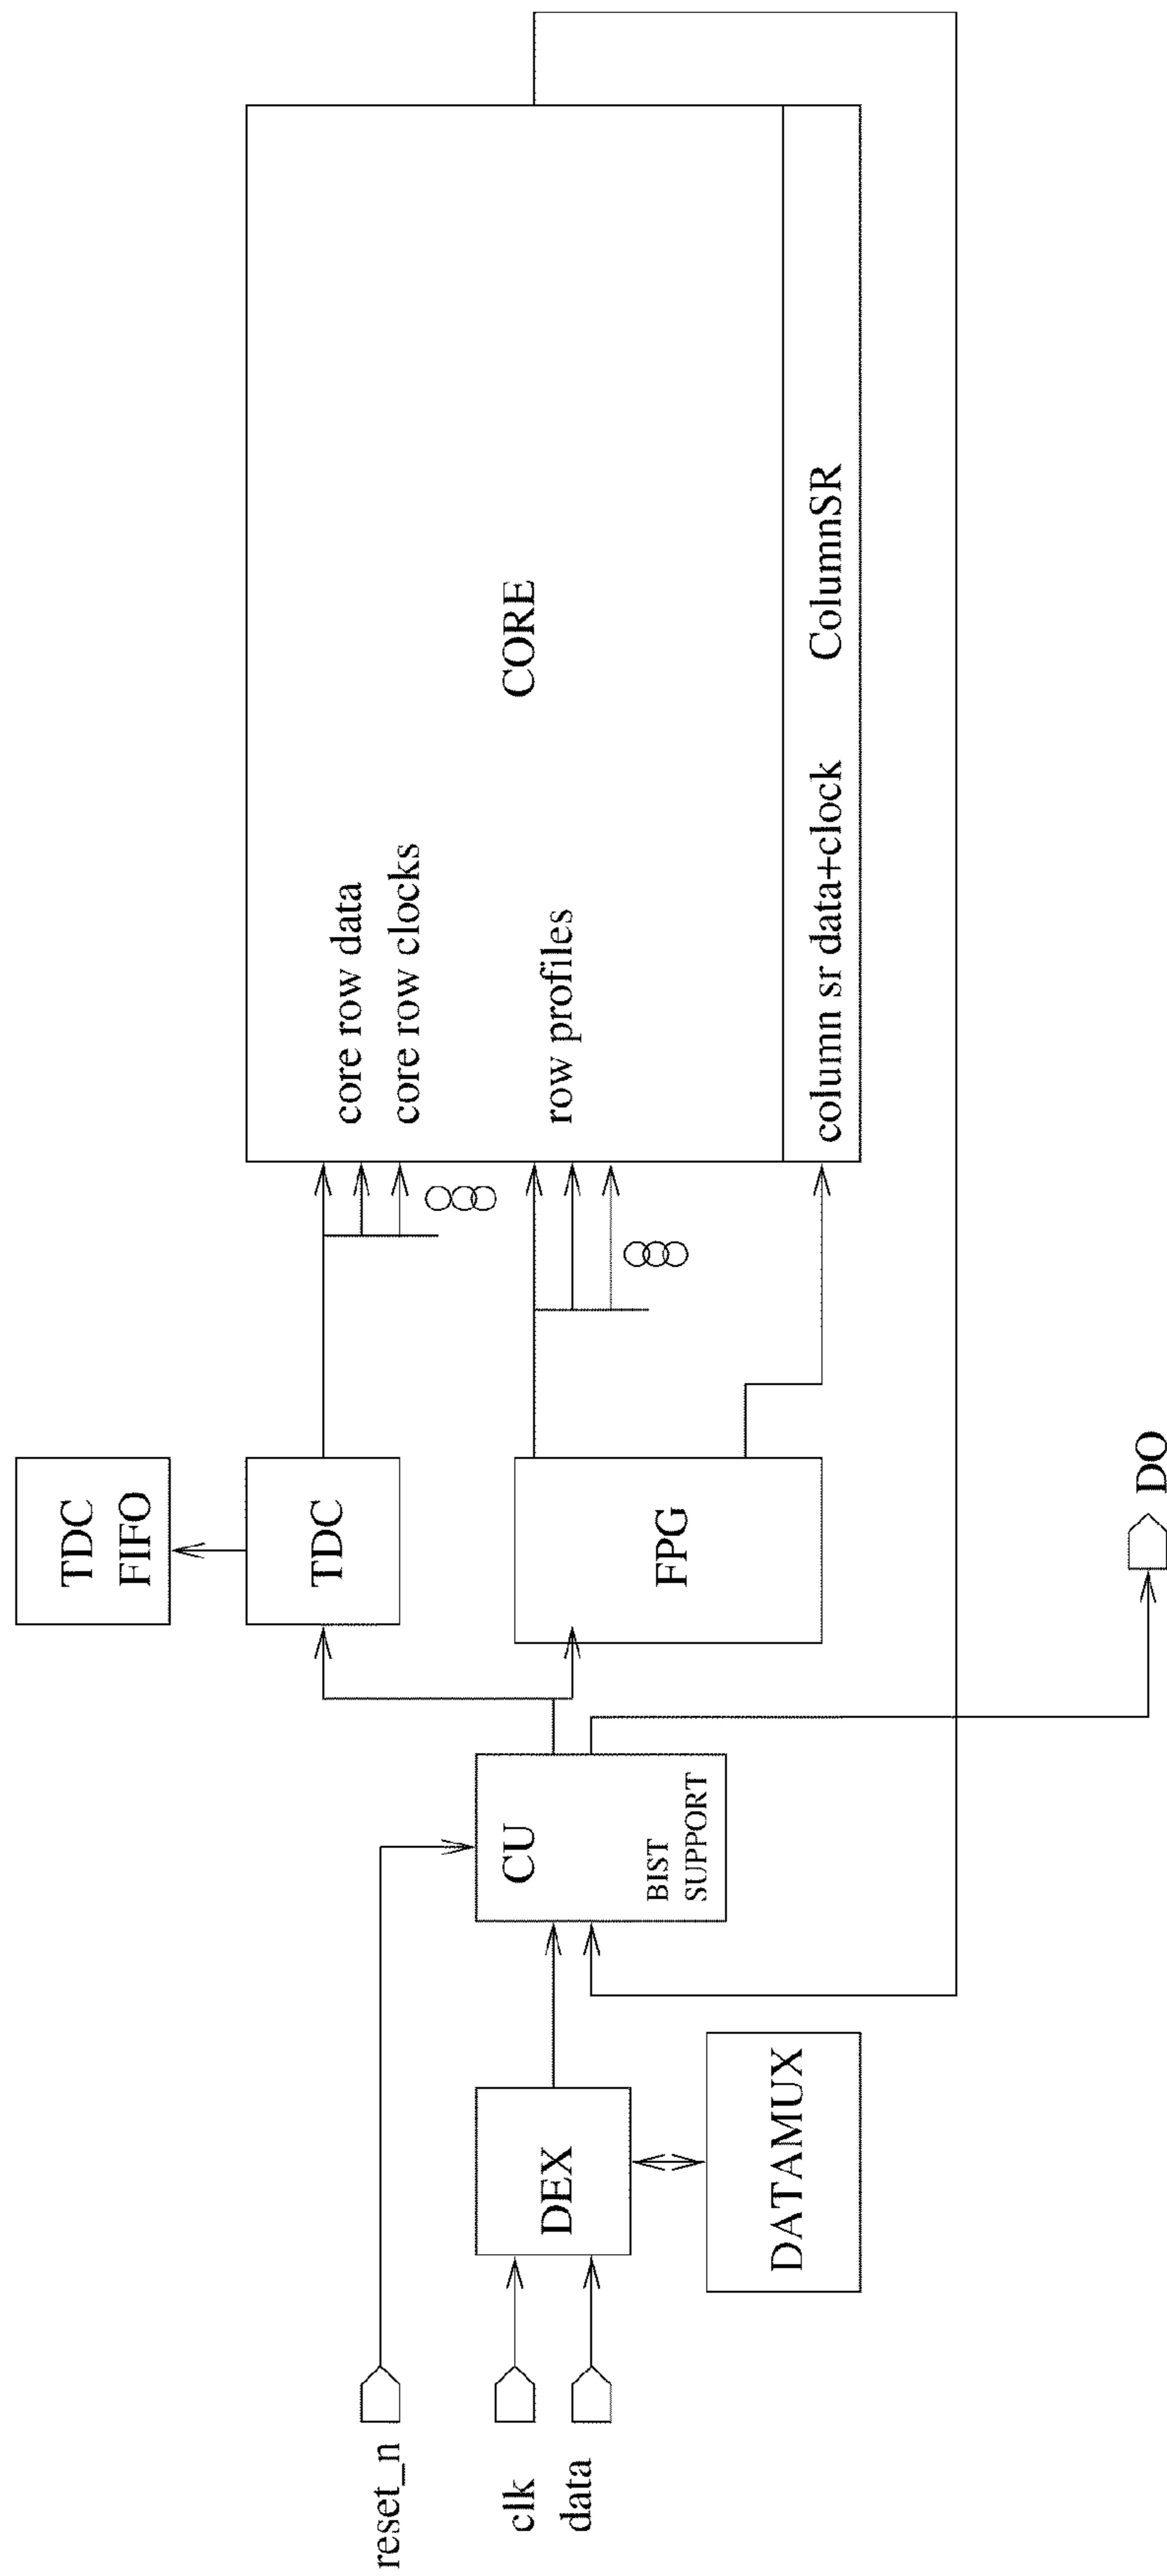 reset_n
clk
data
DEX
DATAMUX
CU
BIST
SUPPORT
TDC
FIFO
TDC
FPG
DO
core row data
core row clocks
row profiles
CORE
column sr data+clock
ColumnSR